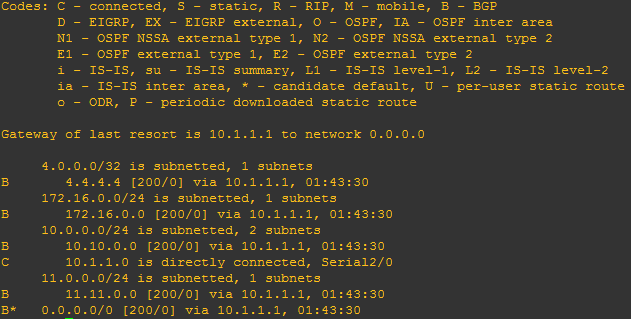 Codes: C - connected, S - static, R - RIP, M - mobile, B - BGP
D - EIGRP, EX - EIGRP external, O - OSPF, IA - OSPF inter area
N1 - OSPF NSSA external type 1, N2 - OSPF NSSA external type 2
E1 - OSPF external type 1, E2 - OSPF external type 2
i - IS-IS, su - IS-IS summary, L1 - IS-IS level-1, L2 - IS-IS level-2
ia - IS-IS inter area, * - candidate default, U - per-user static route
o - ODR, P - periodic downloaded static route
Gateway of last resort is 10.1.1.1 to network 0.0.0.0
4.0.0.0/32 is subnetted, 1 subnets
B 4.4.4.4 [200/0] via 10.1.1.1, 01:43:30
172.16.0.0/24 is subnetted, 1 subnets
B 172.16.0.0 [200/0] via 10.1.1.1, 01:43:30
10.0.0.0/24 is subnetted, 2 subnets
B 10.10.0.0 [200/0] via 10.1.1.1, 01:43:30
C 10.1.1.0 is directly connected, Serial2/0
11.0.0.0/24 is subnetted, 1 subnets
B 11.11.0.0 [200/0] via 10.1.1.1, 01:43:30
B* 0.0.0.0/0 [200/0] via 10.1.1.1, 01:43:30